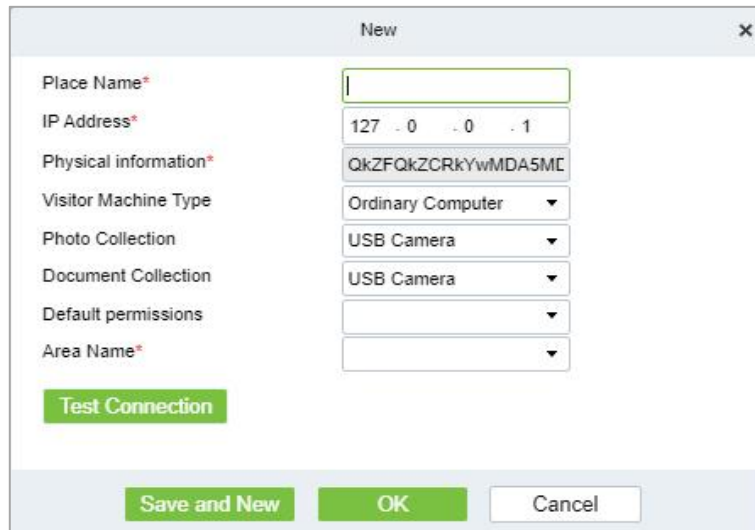 New ×
Place Name*
IP Address* 127 . 0 . 0 . 1
Physical information* QkZFQkZCRkYwMDA5ME
Visitor Machine Type Ordinary Computer
Photo Collection USB Camera
Document Collection USB Camera
Default permissions
Area Name*
Test Connection
Save and New OK Cancel